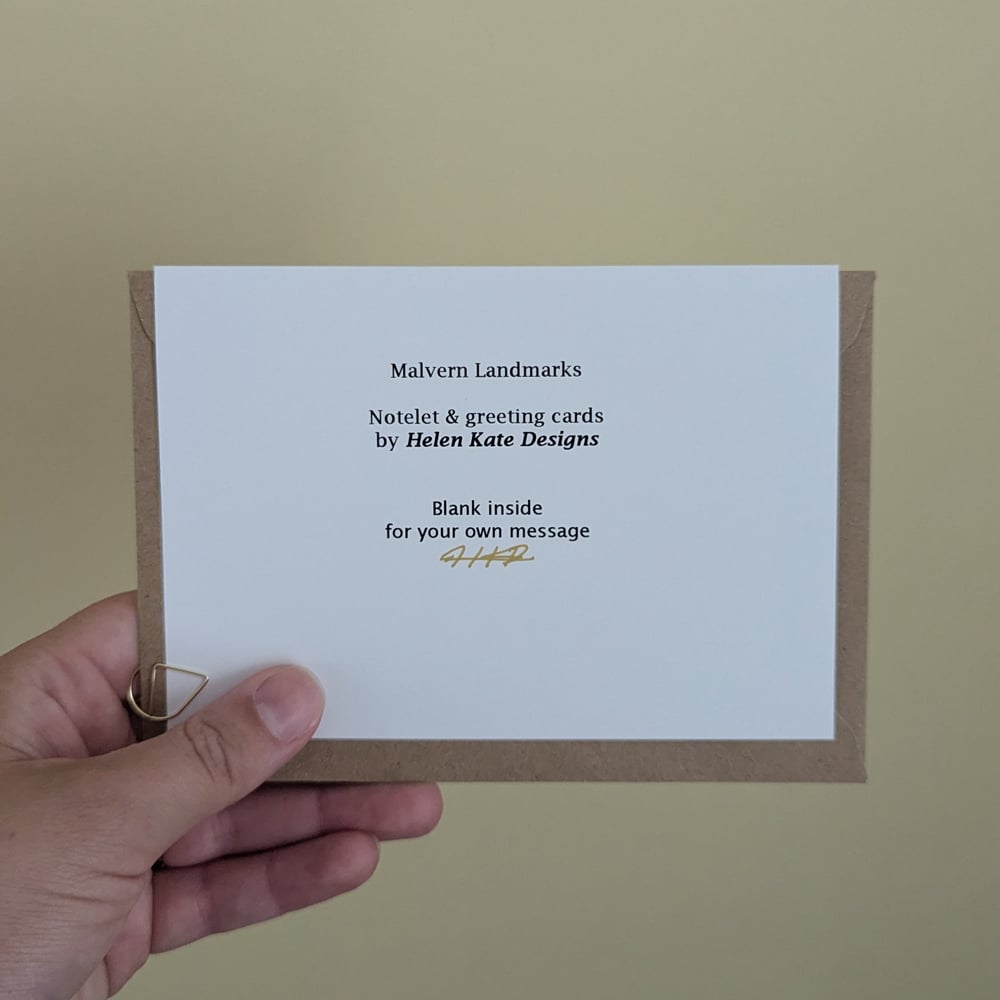 Malvern Landmarks
Notelet & greeting cards
by Helen Kate Designs
Blank inside
for your own message